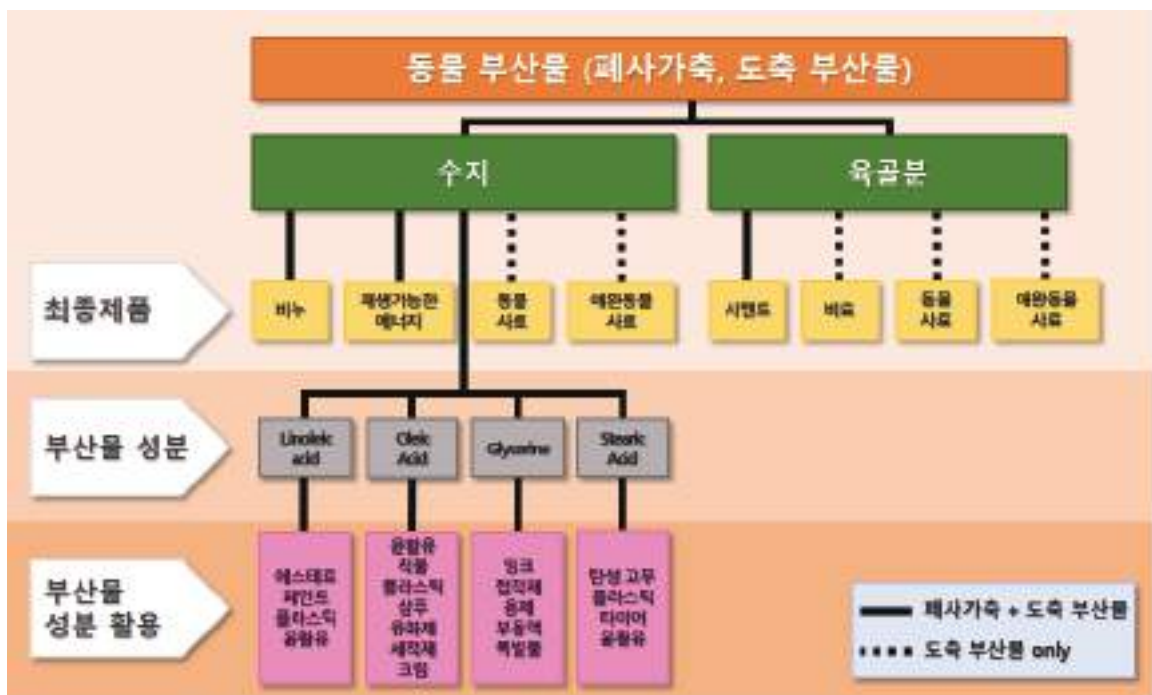 동물 부산물 (폐사가축, 도축 부산물)
수지
육골분
최종제품
비누
재생가능한
에너지
동물
사료
애완동물
사료
시멘트
비료
동물
사료
애완동물
사료
부산물 성분
Linoleic
acid
Oleic
Acid
Glycerine
Stearic
Acid
부산물
성분 활용
에스테르
페인트
플라스틱
윤활유
윤활유
직물
플라스틱
샴푸
유화제
세척제
크림
잉크
접착제
용제
부동액
폭발물
탄성 고무
플라스틱
타이어
윤활유
폐사가축 + 도축 부산물
도축 부산물 only